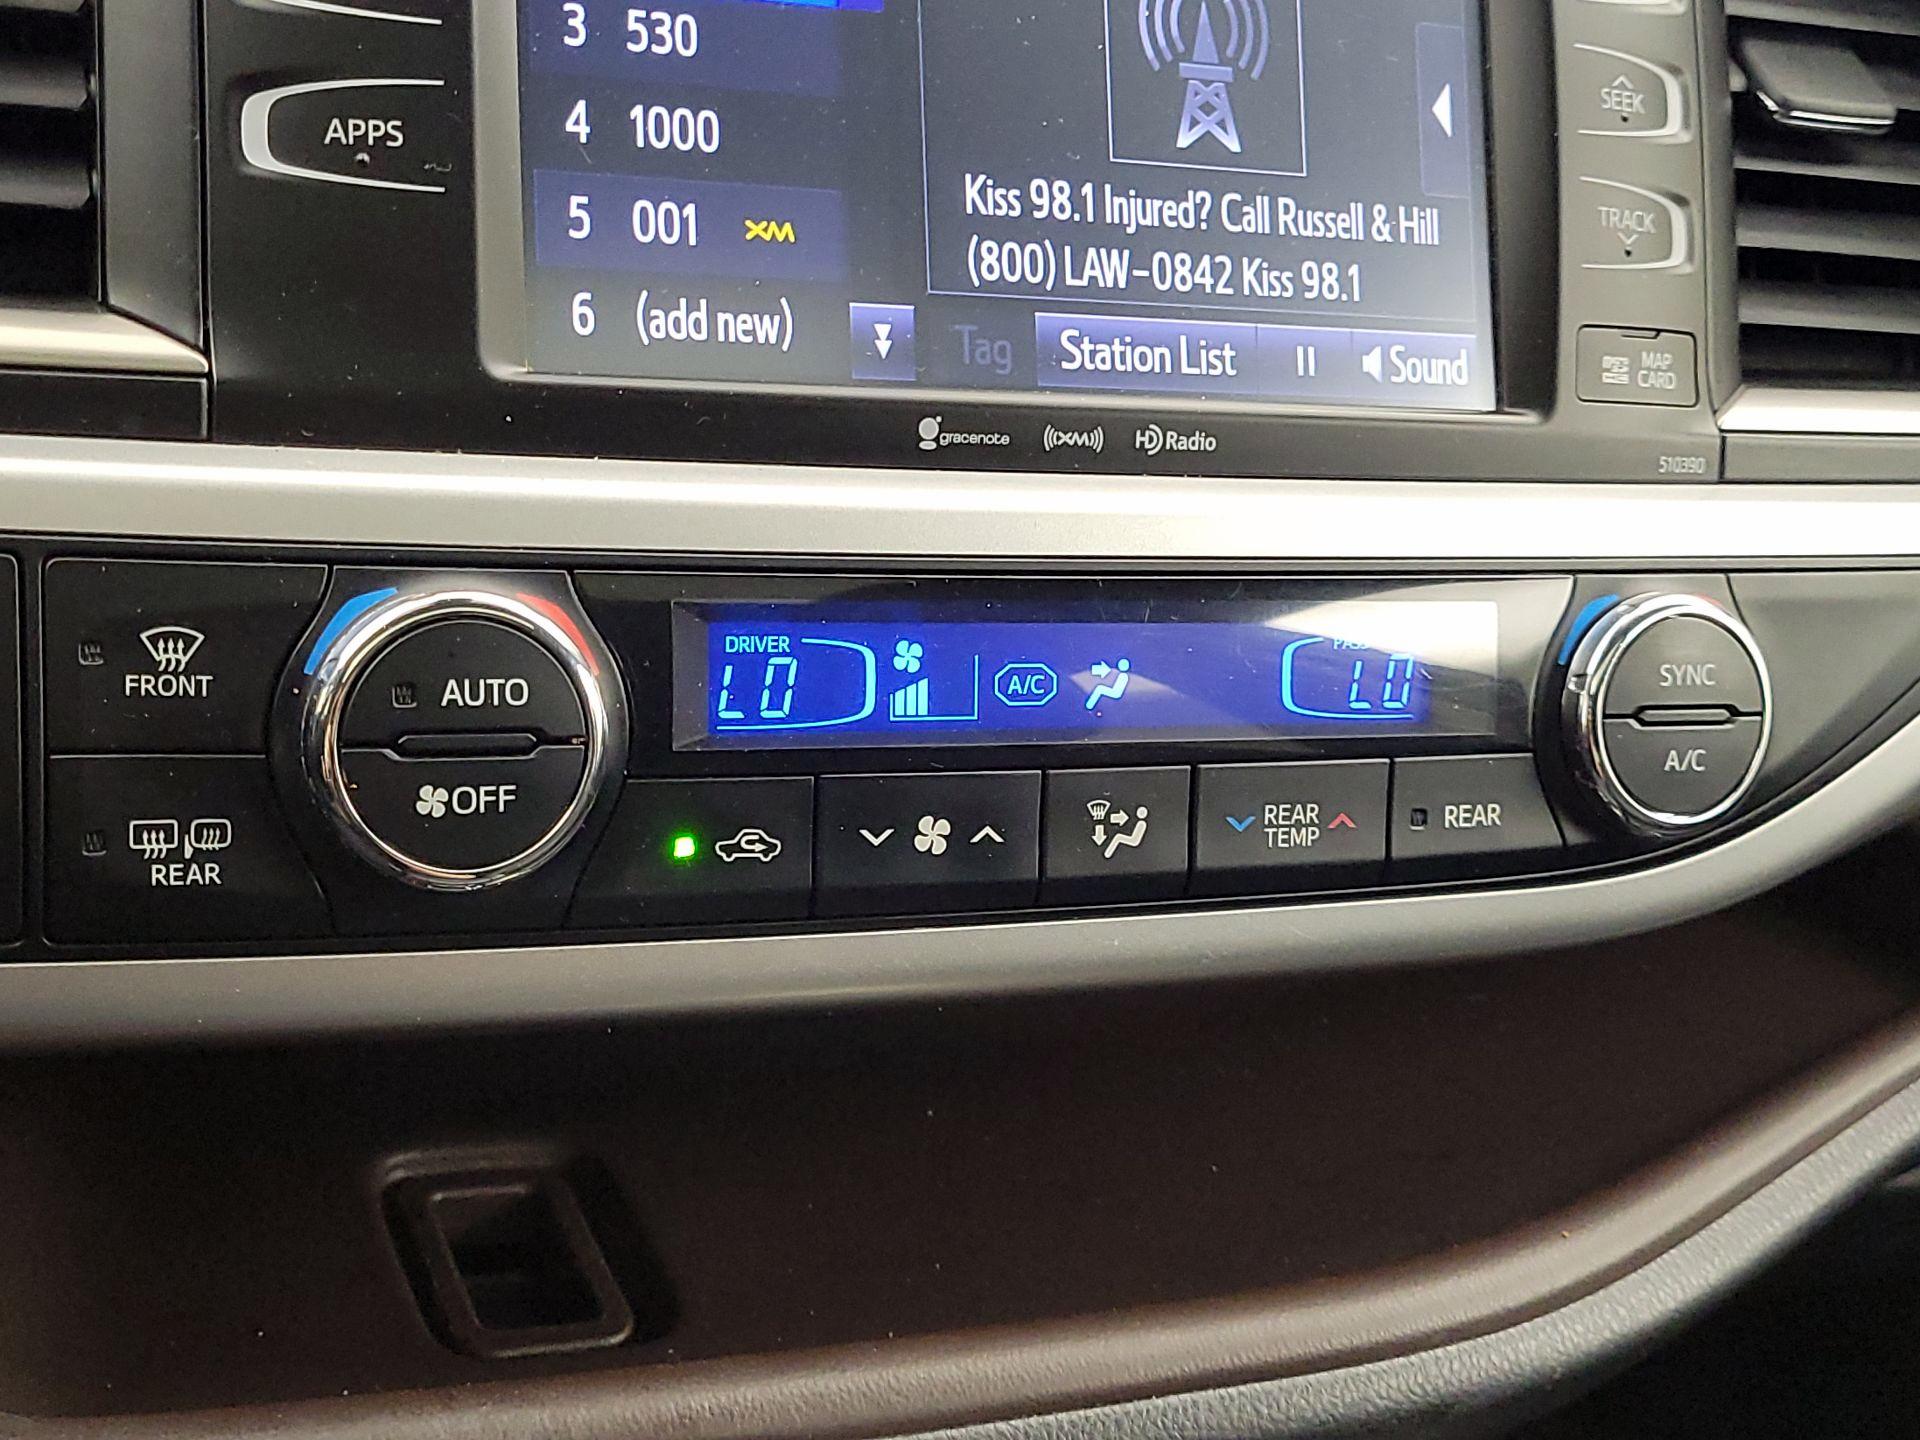 3 530
4 1000
5 001 XM
6 (add new)
APPS
Kiss 98.1 Injured? Call Russell & Hill
(800) LAW-0842 Kiss 98.1
Tag
Station List
Sound
SEEK
TRACK
MAP
CARD
gracenote
((XM))
HD Radio
510390
FRONT
REAR
AUTO
OFF
DRIVER
LO
A/C
LO
REAR
TEMP
REAR
SYNC
A/C